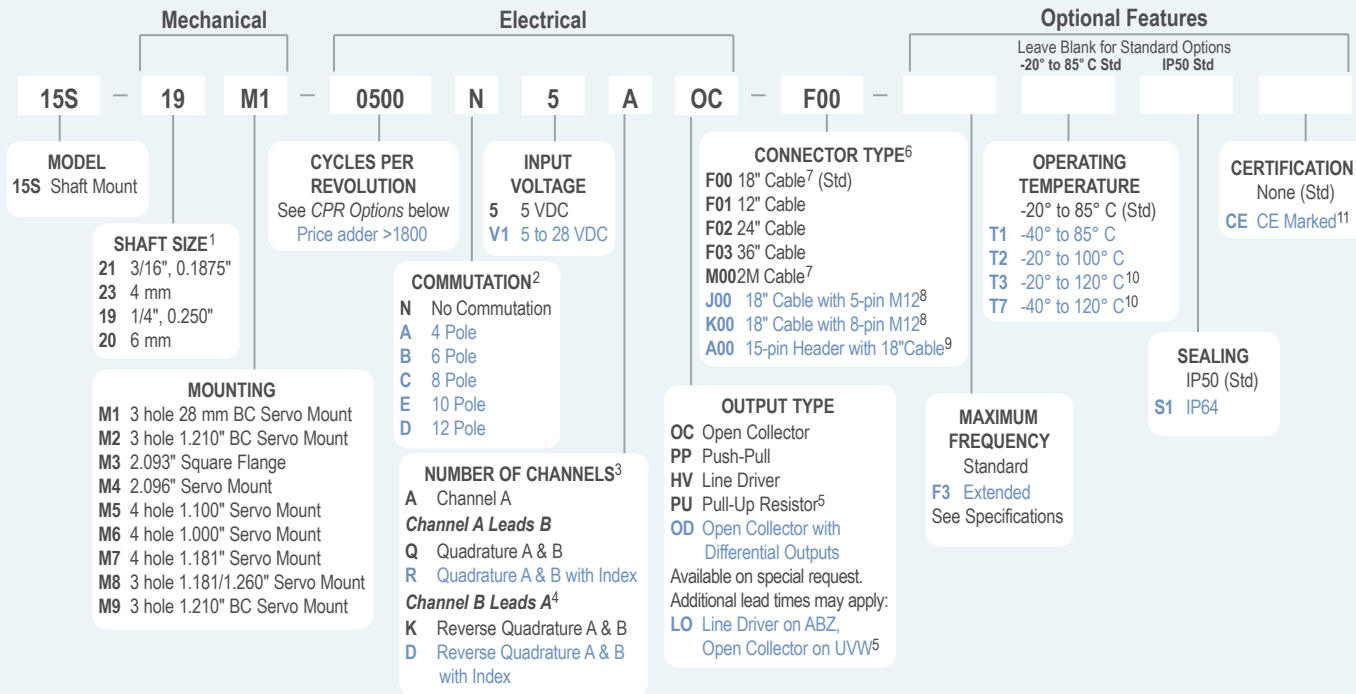 Mechanical
Electrical
Optional Features
Leave Blank for Standard Options
-20° to 85° C Std IP50 Std
15S – 19 M1 – 0500 N 5 A OC – F00 –
MODEL
15S Shaft Mount
SHAFT SIZE1
21 3/16", 0.1875"
23 4 mm
19 1/4", 0.250"
20 6 mm
MOUNTING
M1 3 hole 28 mm BC Servo Mount
M2 3 hole 1.210" BC Servo Mount
M3 2.093" Square Flange
M4 2.096" Servo Mount
M5 4 hole 1.100" Servo Mount
M6 4 hole 1.000" Servo Mount
M7 4 hole 1.181" Servo Mount
M8 3 hole 1.181/1.260" Servo Mount
M9 3 hole 1.210" BC Servo Mount
CYCLES PER
REVOLUTION
See CPR Options below
Price adder >1800
COMMUTATION2
N No Commutation
A 4 Pole
B 6 Pole
C 8 Pole
E 10 Pole
D 12 Pole
INPUT
VOLTAGE
5 5 VDC
V1 5 to 28 VDC
NUMBER OF CHANNELS3
A Channel A
Channel A Leads B
Q Quadrature A & B
R Quadrature A & B with Index
Channel B Leads A4
K Reverse Quadrature A & B
D Reverse Quadrature A & B
with Index
CONNECTOR TYPE6
F00 18" Cable7 (Std)
F01 12" Cable
F02 24" Cable
F03 36" Cable
M002M Cable7
J00 18" Cable with 5-pin M128
K00 18" Cable with 8-pin M128
A00 15-pin Header with 18"Cable9
OUTPUT TYPE
OC Open Collector
PP Push-Pull
HV Line Driver
PU Pull-Up Resistor5
OD Open Collector with
Differential Outputs
Available on special request.
Additional lead times may apply:
LO Line Driver on ABZ,
Open Collector on UVW5
MAXIMUM
FREQUENCY
Standard
F3 Extended
See Specifications
OPERATING
TEMPERATURE
-20° to 85° C (Std)
T1 -40° to 85° C
T2 -20° to 100° C
T3 -20° to 120° C10
T7 -40° to 120° C10
SEALING
IP50 (Std)
S1 IP64
CERTIFICATION
None (Std)
CE CE Marked11